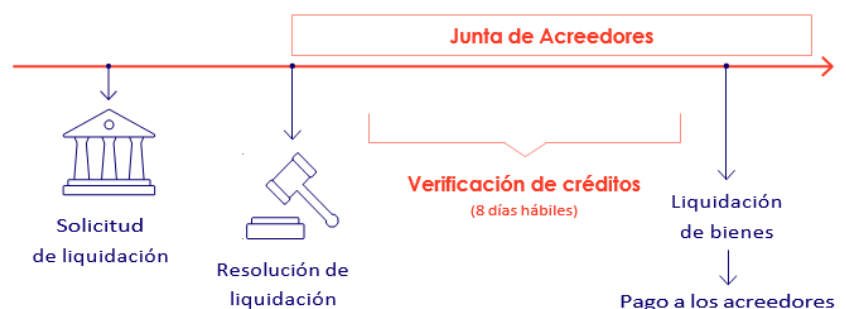 Junta de Acreedores
Solicitud
de liquidación
Resolución de
liquidación
Verificación de créditos
(8 días hábiles)
Liquidación
de bienes
Pago a los acreedores